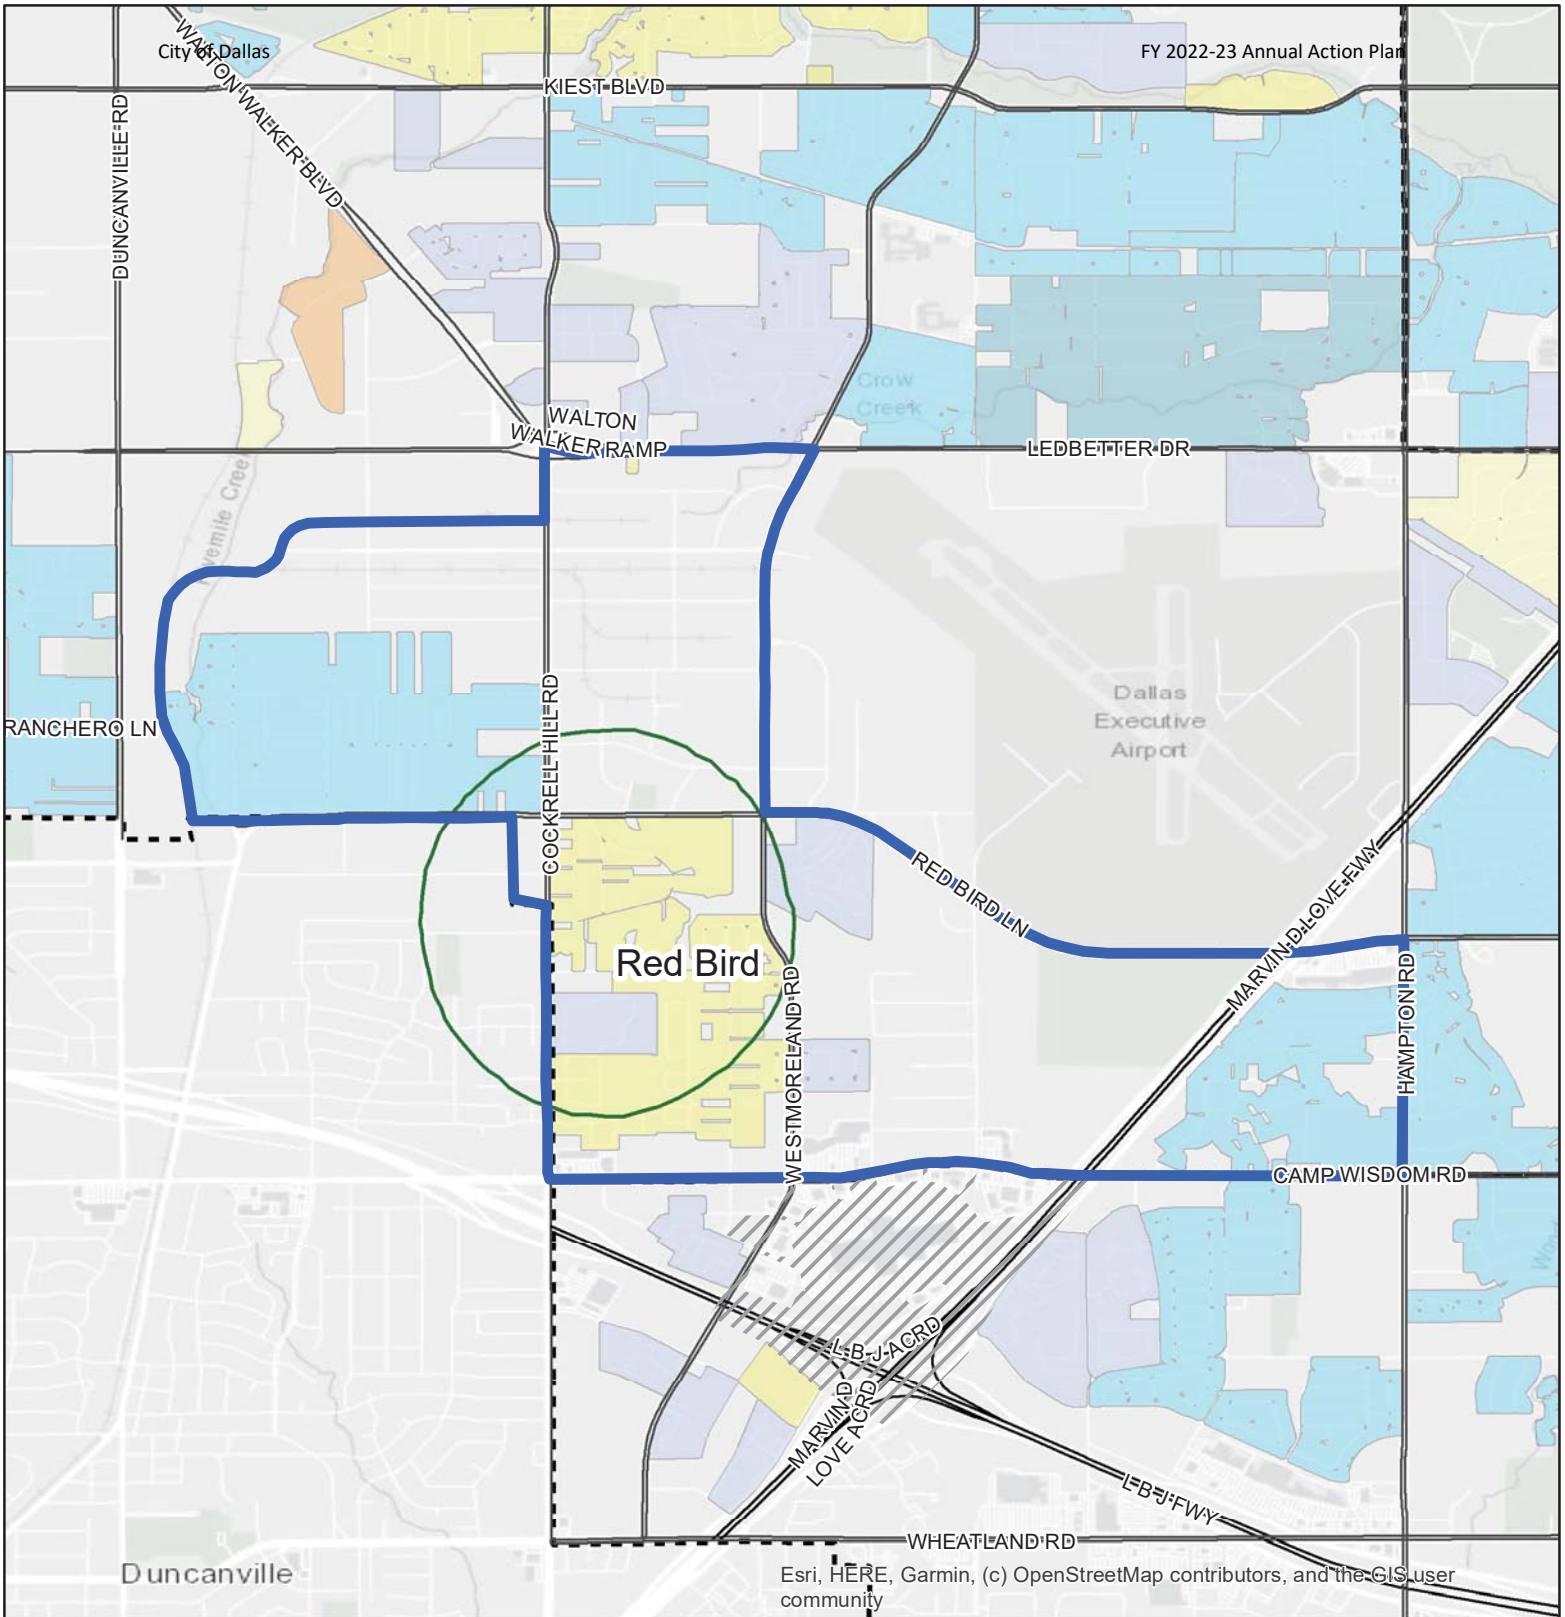 City of Dallas
FY 2022-23 Annual Action Plan
WALTON WALKER BLVD
KIEST BLVD
DUNCANVILLE RD
Crow
Creek
WALTON
WALKER RAMP
LEDBETTER DR
RANCHERO LN
COCKRELL HILL RD
Dallas
Executive
Airport
RED BIRD LN
MARVIN D LOVE FWY
Red Bird
WESTMORELAND RD
HAMPTON RD
CAMP WISDOM RD
L B J ACRD
MARVIN D
LOVE ACRD
L B J FWY
WHEATLAND RD
Duncanville
Esri, HERE, Garmin, (c) OpenStreetMap contributors, and the GIS user
community